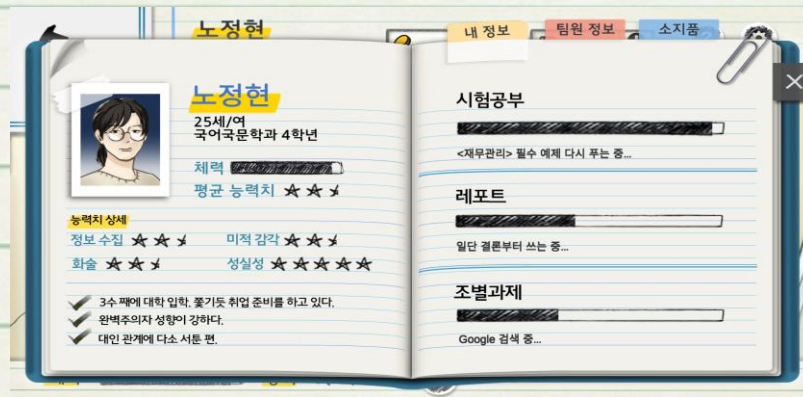 노정현
내 정보
팀원 정보
소지품
노정현
25세/여
국어국문학과 4학년
체력
평균 능력치
능력치 상세
정보 수집
미적 감각
화술
성실성
3수 째에 대학 입학. 쫓기듯 취업 준비를 하고 있다.
완벽주의자 성향이 강하다.
대인 관계에 다소 서툰 편.
시험공부
<재무관리> 필수 예제 다시 푸는 중...
레포트
일단 결론부터 쓰는 중...
조별과제
Google 검색 중...